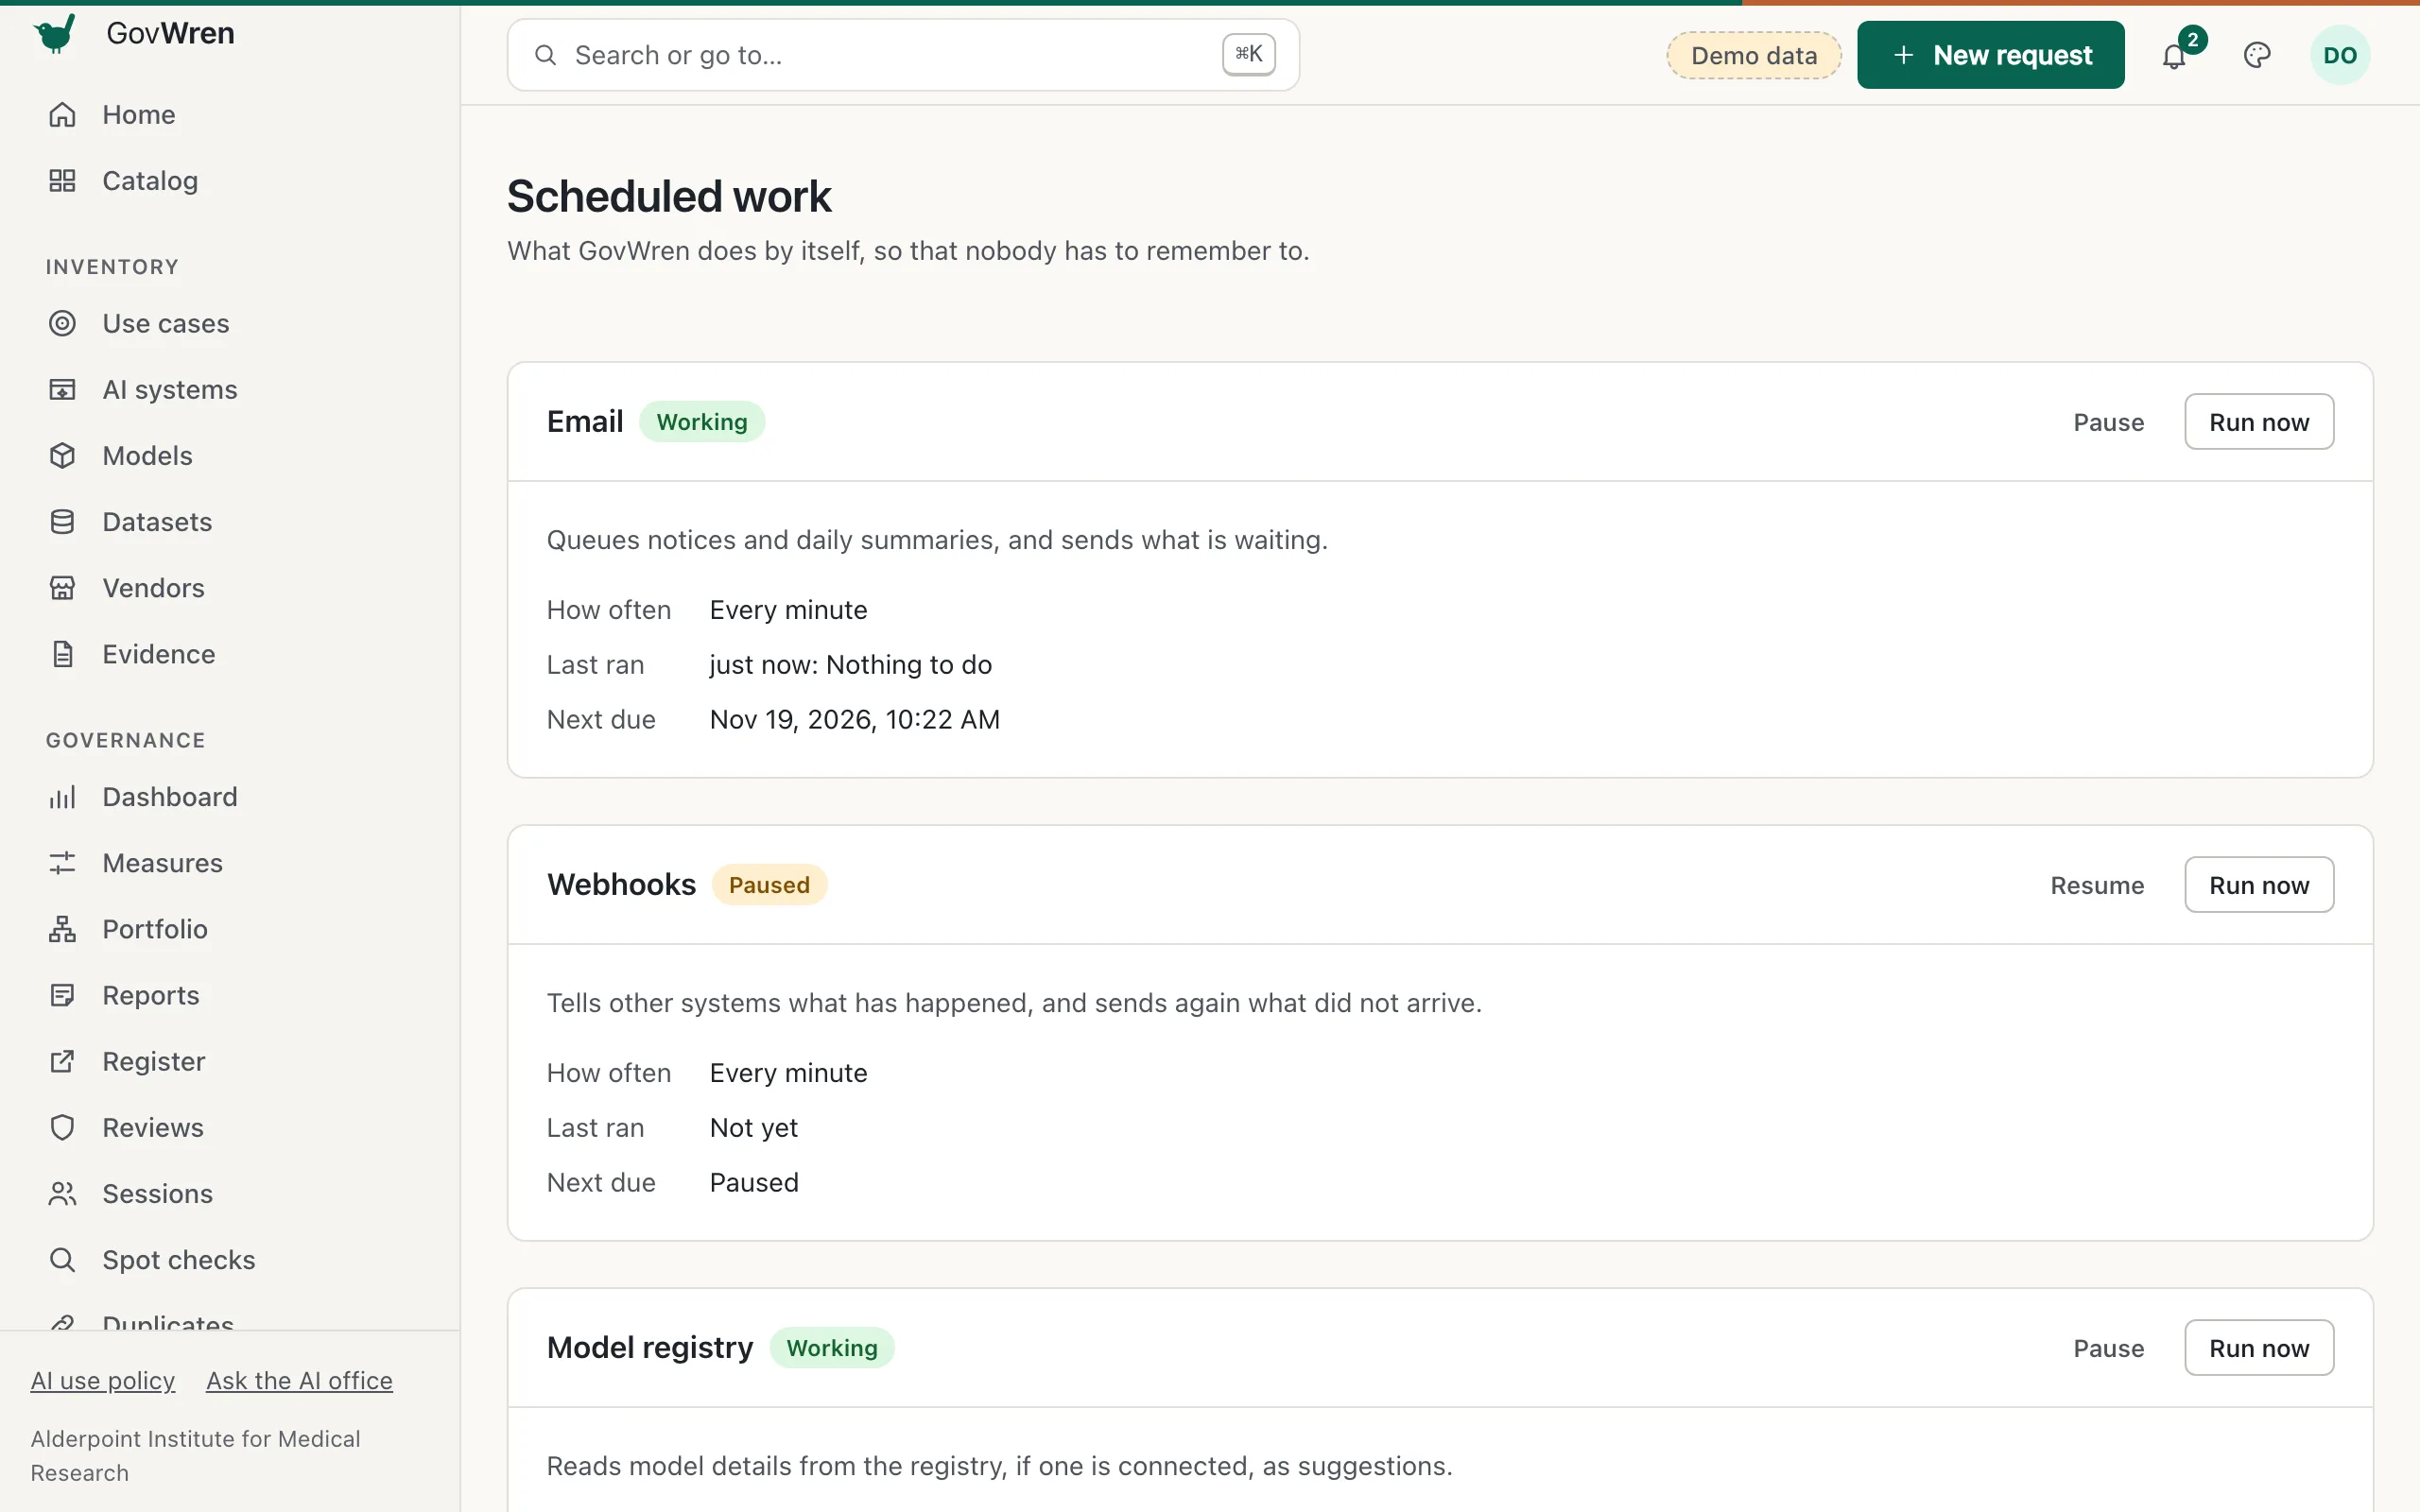 GovWren
Search or go to...
⌘K
Demo data
+ New request
2
DO
Home
Catalog
INVENTORY
Use cases
AI systems
Models
Datasets
Vendors
Evidence
GOVERNANCE
Dashboard
Measures
Portfolio
Reports
Register
Reviews
Sessions
Spot checks
Duplicates
AI use policy
Ask the AI office
Alderpoint Institute for Medical
Research
Scheduled work
What GovWren does by itself, so that nobody has to remember to.
Email
Working
Pause
Run now
Queues notices and daily summaries, and sends what is waiting.
How often Every minute
Last ran just now: Nothing to do
Next due Nov 19, 2026, 10:22 AM
Webhooks
Paused
Resume
Run now
Tells other systems what has happened, and sends again what did not arrive.
How often Every minute
Last ran Not yet
Next due Paused
Model registry
Working
Pause
Run now
Reads model details from the registry, if one is connected, as suggestions.